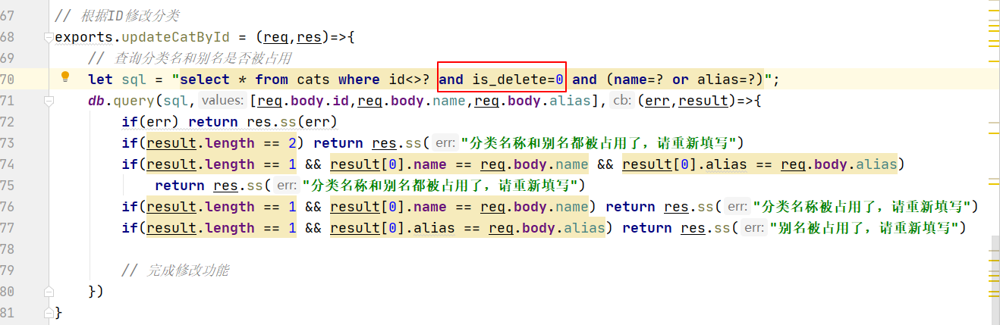 67 // 根据ID修改分类
68 exports.updateCatById = (req,res)=>{
69 // 查询分类名和别名是否被占用
70 let sql = "select * from cats where id<>? and is_delete=0 and (name=? or alias=?)";
71 db.query(sql, values: [req.body.id,req.body.name,req.body.alias], cb: (err,result)=>{
72 if(err) return res.ss(err)
73 if(result.length == 2) return res.ss( err: "分类名称和别名都被占用了，请重新填写")
74 if(result.length == 1 && result[0].name == req.body.name && result[0].alias == req.body.alias)
75 return res.ss( err: "分类名称和别名都被占用了，请重新填写")
76 if(result.length == 1 && result[0].name == req.body.name) return res.ss( err: "分类名称被占用了，请重新填写")
77 if(result.length == 1 && result[0].alias == req.body.alias) return res.ss( err: "别名被占用了，请重新填写")
78
79 // 完成修改功能
80 })
81 }